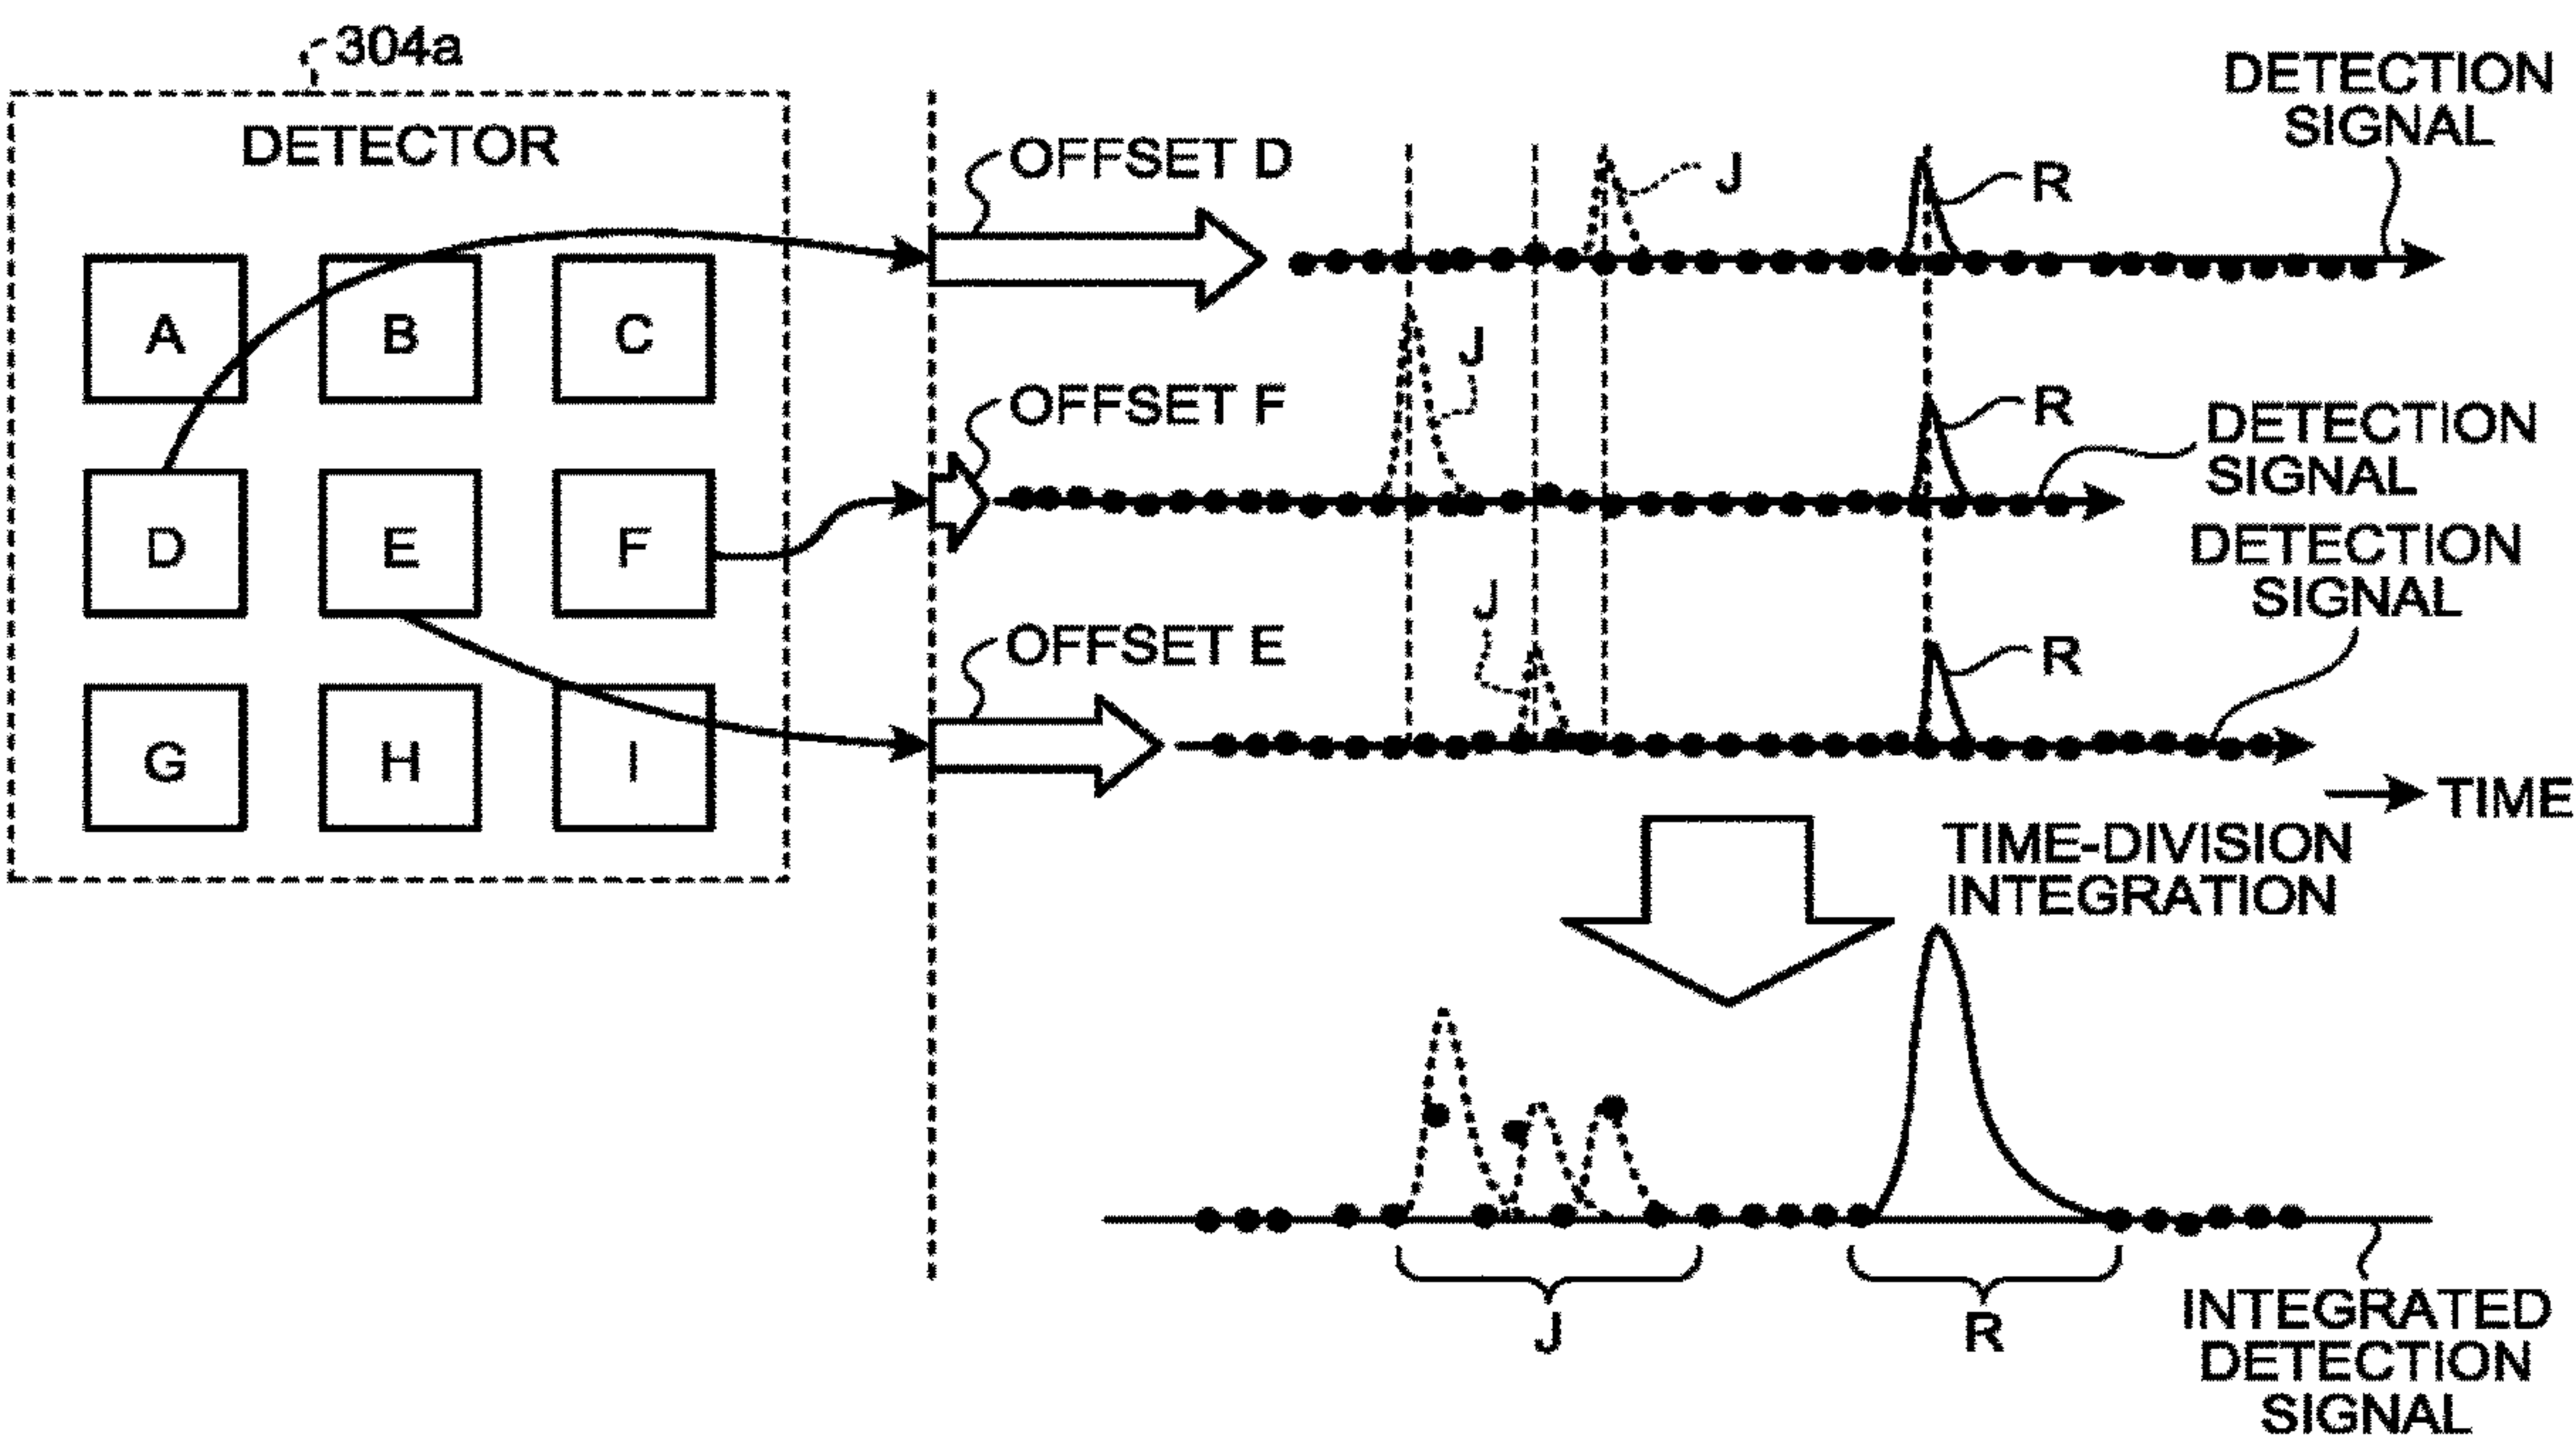 304a
DETECTOR
A B C
D E F
G H I
OFFSET D
J
R
DETECTION
SIGNAL
OFFSET F
J
R
DETECTION
SIGNAL
OFFSET E
J
R
DETECTION
SIGNAL
TIME
TIME-DIVISION
INTEGRATION
J
R
INTEGRATED
DETECTION
SIGNAL